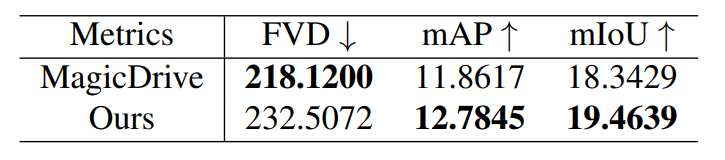 Metrics FVD ↓ mAP ↑ mIoU ↑
MagicDrive 218.1200 11.8617 18.3429
Ours 232.5072 12.7845 19.4639